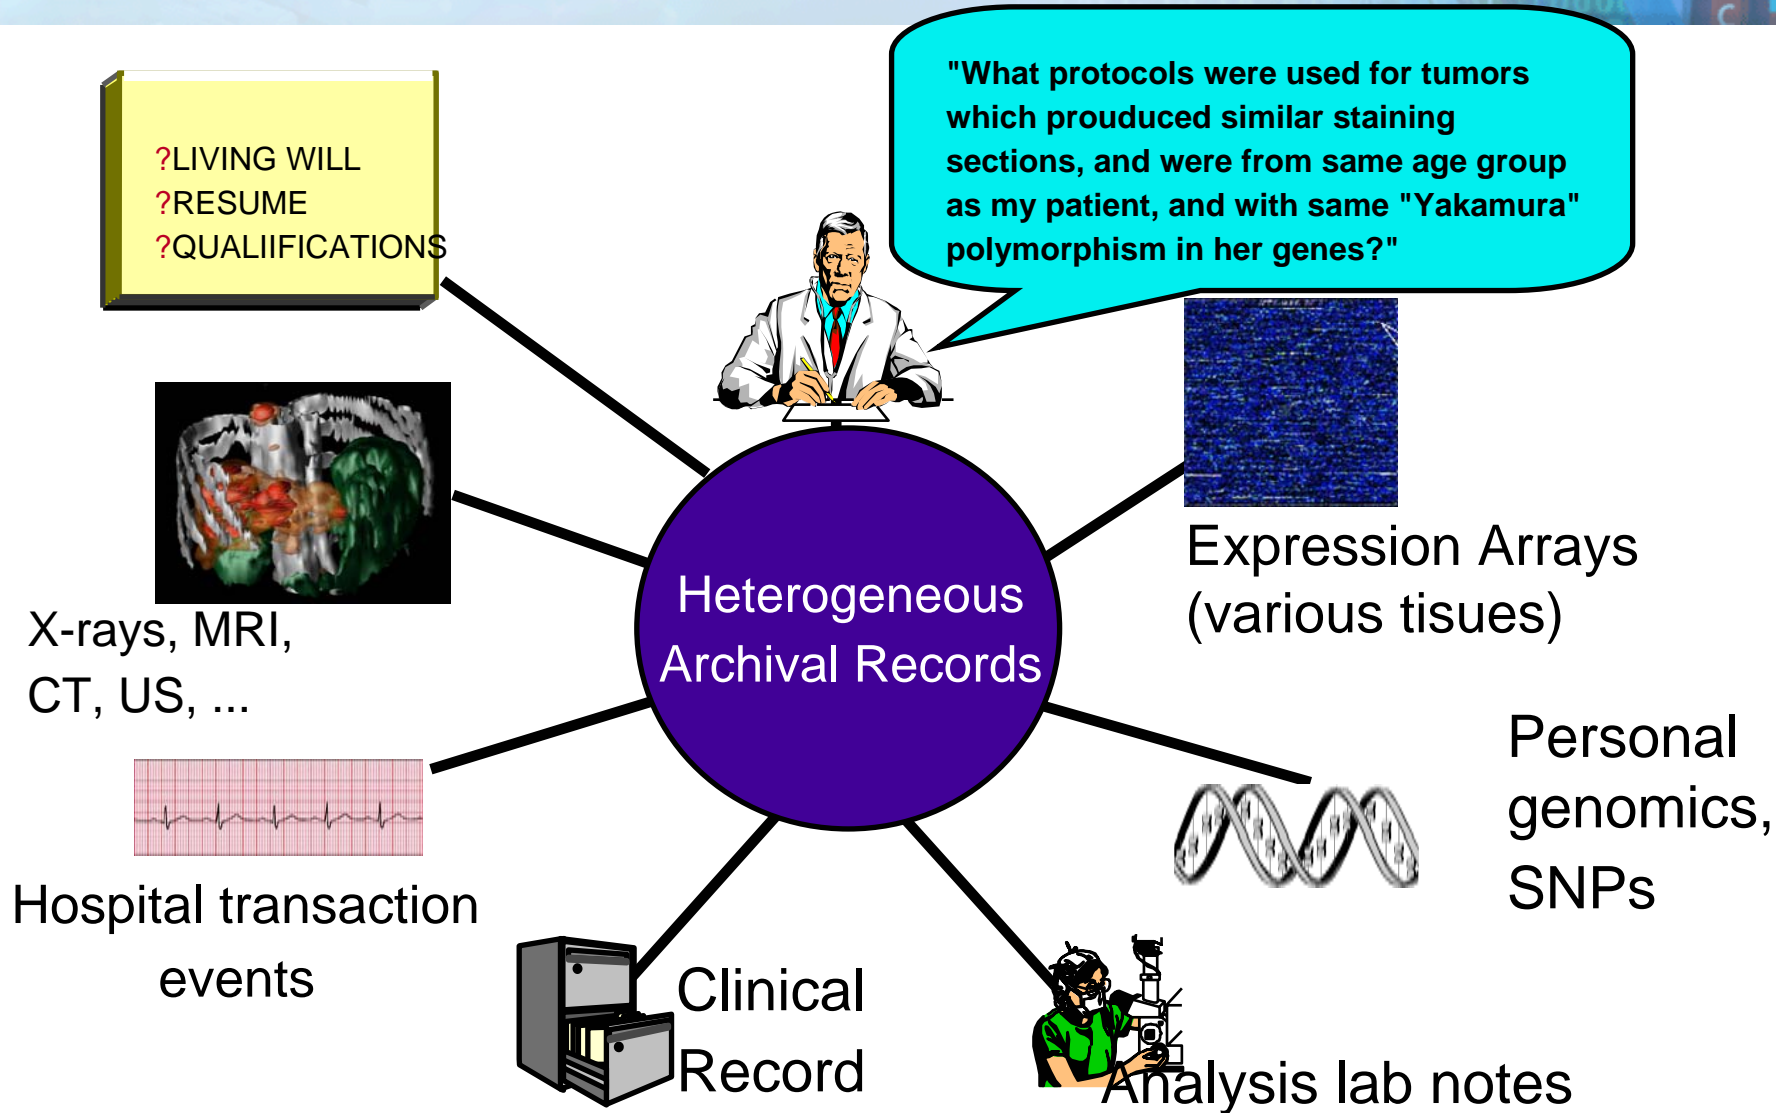 "What protocols were used for tumors
which prouduced similar staining
sections, and were from same age group
as my patient, and with same "Yakamura"
polymorphism in her genes?"
?LIVING WILL
?RESUME
?QUALIIFICATIONS
Heterogeneous
Archival Records
Expression Arrays
(various tisues)
X-rays, MRI,
CT, US, ...
Personal
genomics,
SNPs
Hospital transaction
events
Clinical
Record
Analysis lab notes